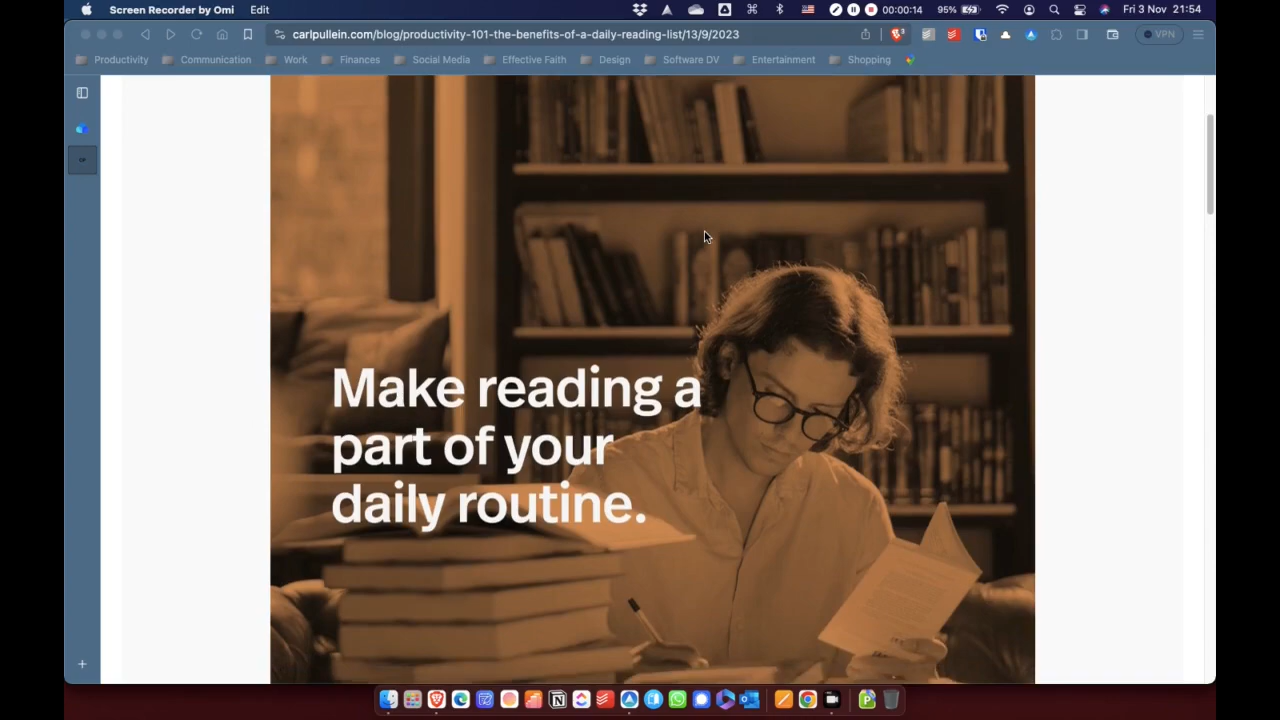 Screen Recorder by Omi Edit 00:00:14 95% Fri 3 Nov 21:54
carlpullein.com/blog/productivity-101-the-benefits-of-a-daily-reading-list/13/9/2023 VPN
Productivity Communication Work Finances Social Media Effective Faith Design Software DV Entertainment Shopping
Make reading a
part of your
daily routine.